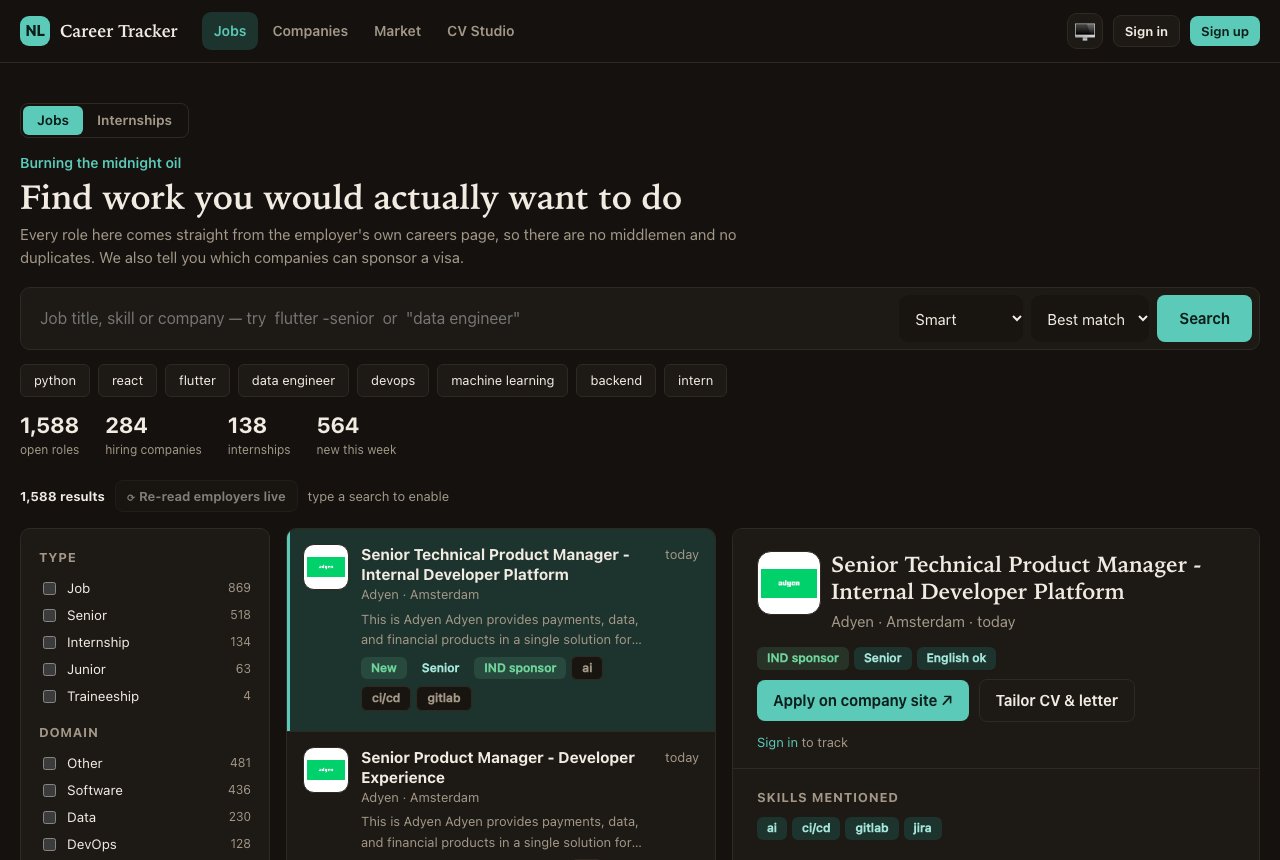 NL Career Tracker Jobs Companies Market CV Studio Sign in Sign up
Jobs Internships
Burning the midnight oil
Find work you would actually want to do
Every role here comes straight from the employer's own careers page, so there are no middlemen and no
duplicates. We also tell you which companies can sponsor a visa.
Job title, skill or company — try flutter -senior or "data engineer" Smart Best match Search
python react flutter data engineer devops machine learning backend intern
1,588 284 138 564
open roles hiring companies internships new this week
1,588 results ⟳ Re-read employers live type a search to enable
TYPE
Job 869
Senior 518
Internship 134
Junior 63
Traineeship 4
DOMAIN
Other 481
Software 436
Data 230
DevOps 128
adyen
Senior Technical Product Manager - today
Internal Developer Platform
Adyen · Amsterdam
This is Adyen Adyen provides payments, data,
and financial products in a single solution for...
New Senior IND sponsor ai
ci/cd gitlab
adyen
Senior Product Manager - Developer today
Experience
Adyen · Amsterdam
This is Adyen Adyen provides payments, data,
and financial products in a single solution for...
adyen
Senior Technical Product Manager -
Internal Developer Platform
Adyen · Amsterdam · today
IND sponsor Senior English ok
Apply on company site ↗ Tailor CV & letter
Sign in to track
SKILLS MENTIONED
ai ci/cd gitlab jira